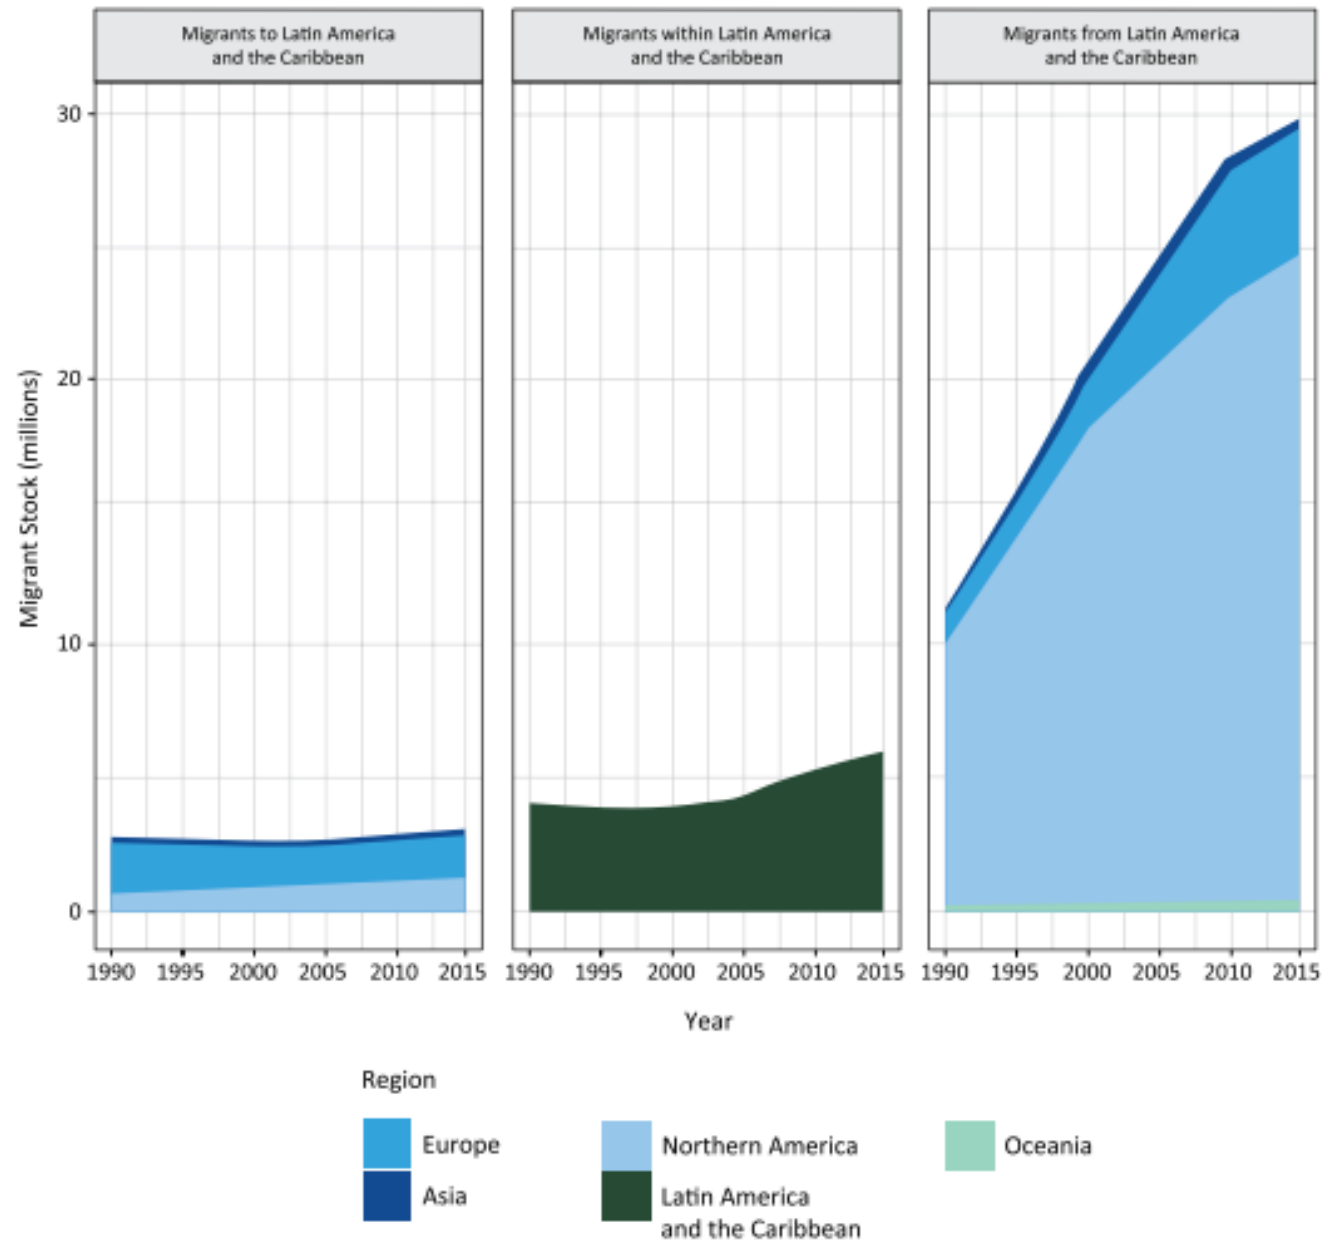 Migrants to Latin America
and the Caribbean
Migrants within Latin America
and the Caribbean
Migrants from Latin America
and the Caribbean
Migrant Stock (millions)
30
20
10
0
1990 1995 2000 2005 2010 2015
1990 1995 2000 2005 2010 2015
1990 1995 2000 2005 2010 2015
Year
Region
Europe
Northern America
Oceania
Asia
Latin America
and the Caribbean